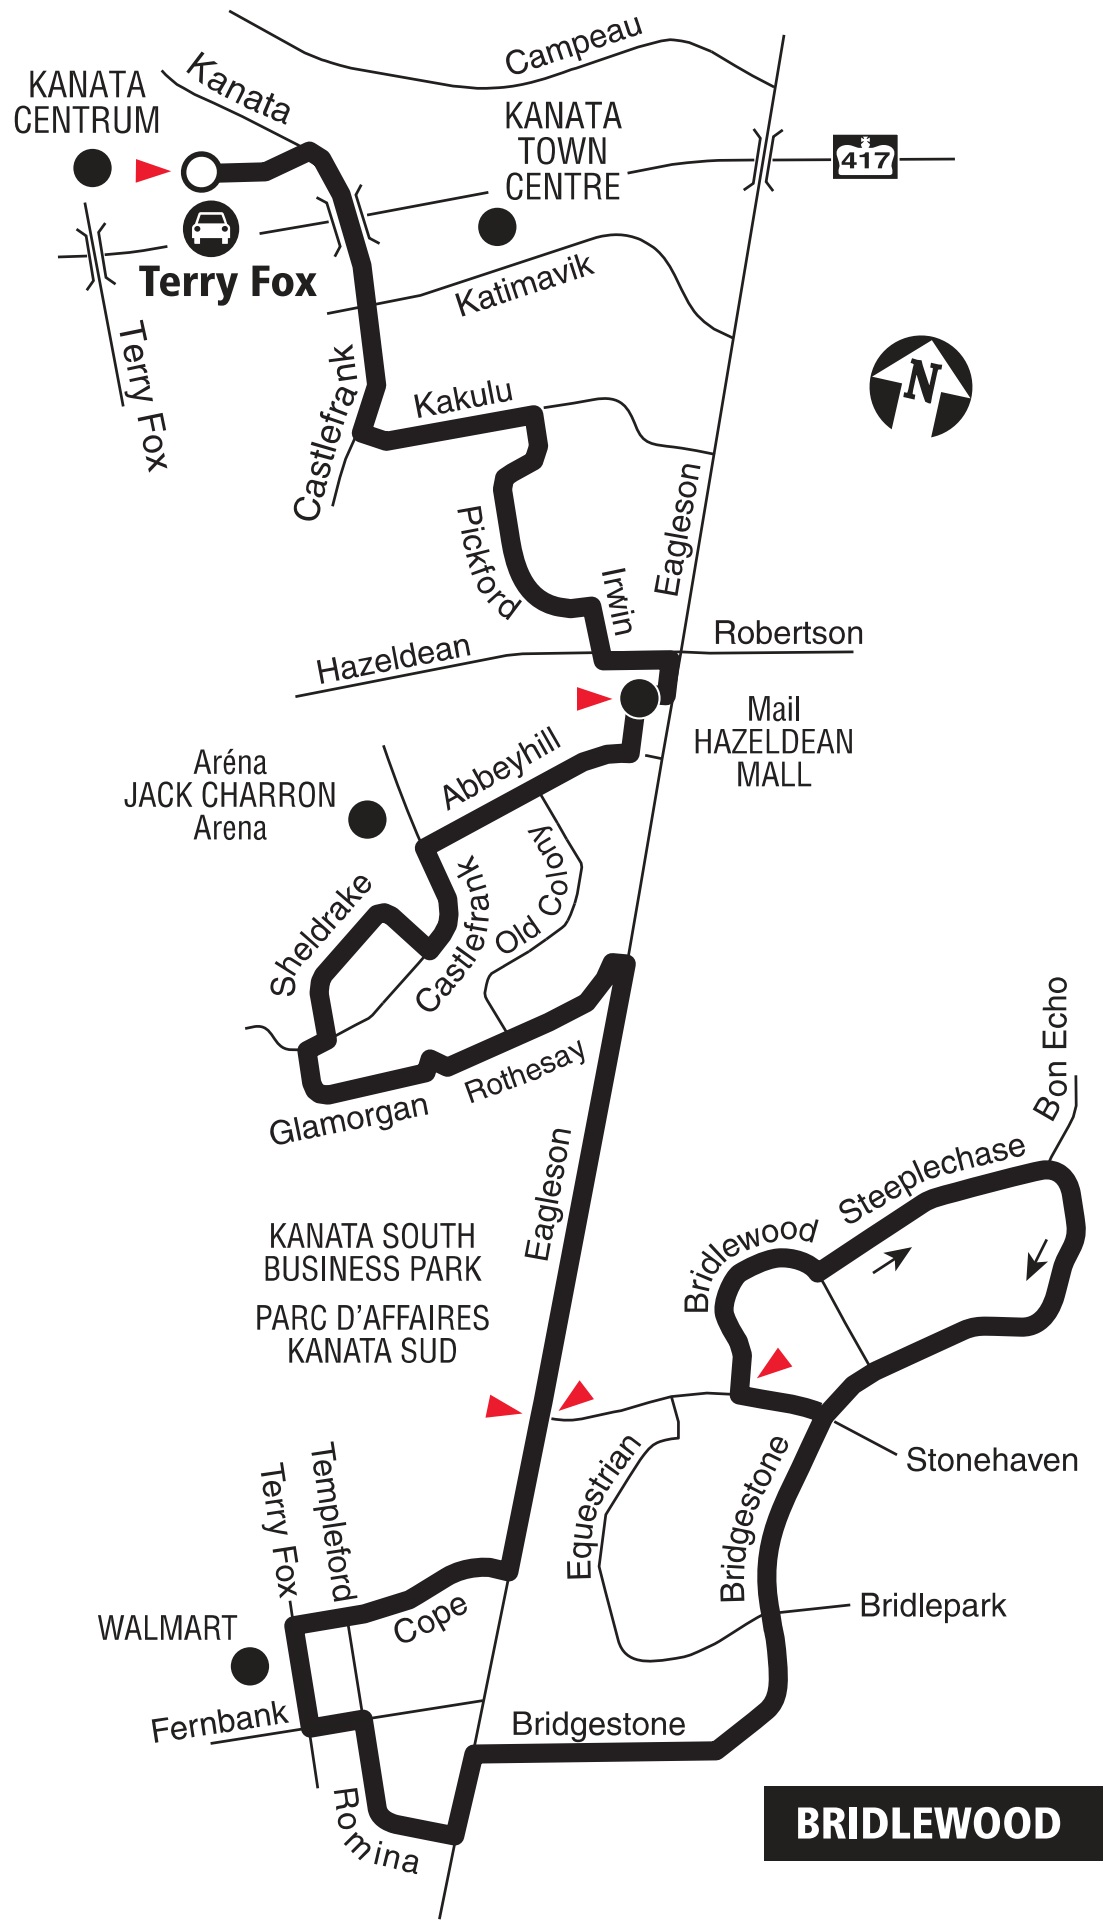 Campeau
Kanata
KANATA
CENTRUM
KANATA
TOWN
CENTRE
417
Terry Fox
Katimavik
N
Terry Fox
Castlefrank
Kakulu
Eagleson
Pickford
Irwin
Robertson
Hazeldean
Mail
HAZELDEAN
MALL
Abbeyhill
Aréna
JACK CHARRON
Arena
Old Colony
Sheldrake
Castlefrank
Bon Echo
Rothesay
Glamorgan
Eagleson
Steeplechase
Bridlewood
KANATA SOUTH
BUSINESS PARK
PARC D'AFFAIRES
KANATA SUD
Stonehaven
Equestrian
Bridgestone
Templeford
Terry Fox
Bridlepark
Cope
WALMART
Fernbank
Bridgestone
Romina
BRIDLEWOOD